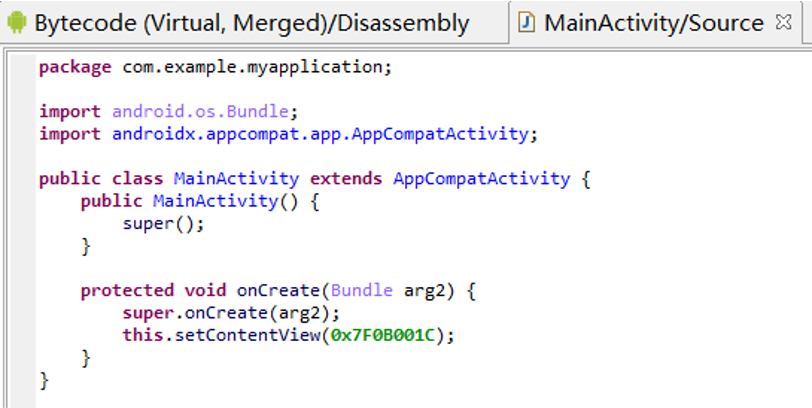 Bytecode (Virtual, Merged)/Disassembly MainActivity/Source
package com.example.myapplication;
import android.os.Bundle;
import androidx.appcompat.app.AppCompatActivity;
public class MainActivity extends AppCompatActivity {
    public MainActivity() {
        super();
    }
    protected void onCreate(Bundle arg2) {
        super.onCreate(arg2);
        this.setContentView(0x7F0B001C);
    }
}